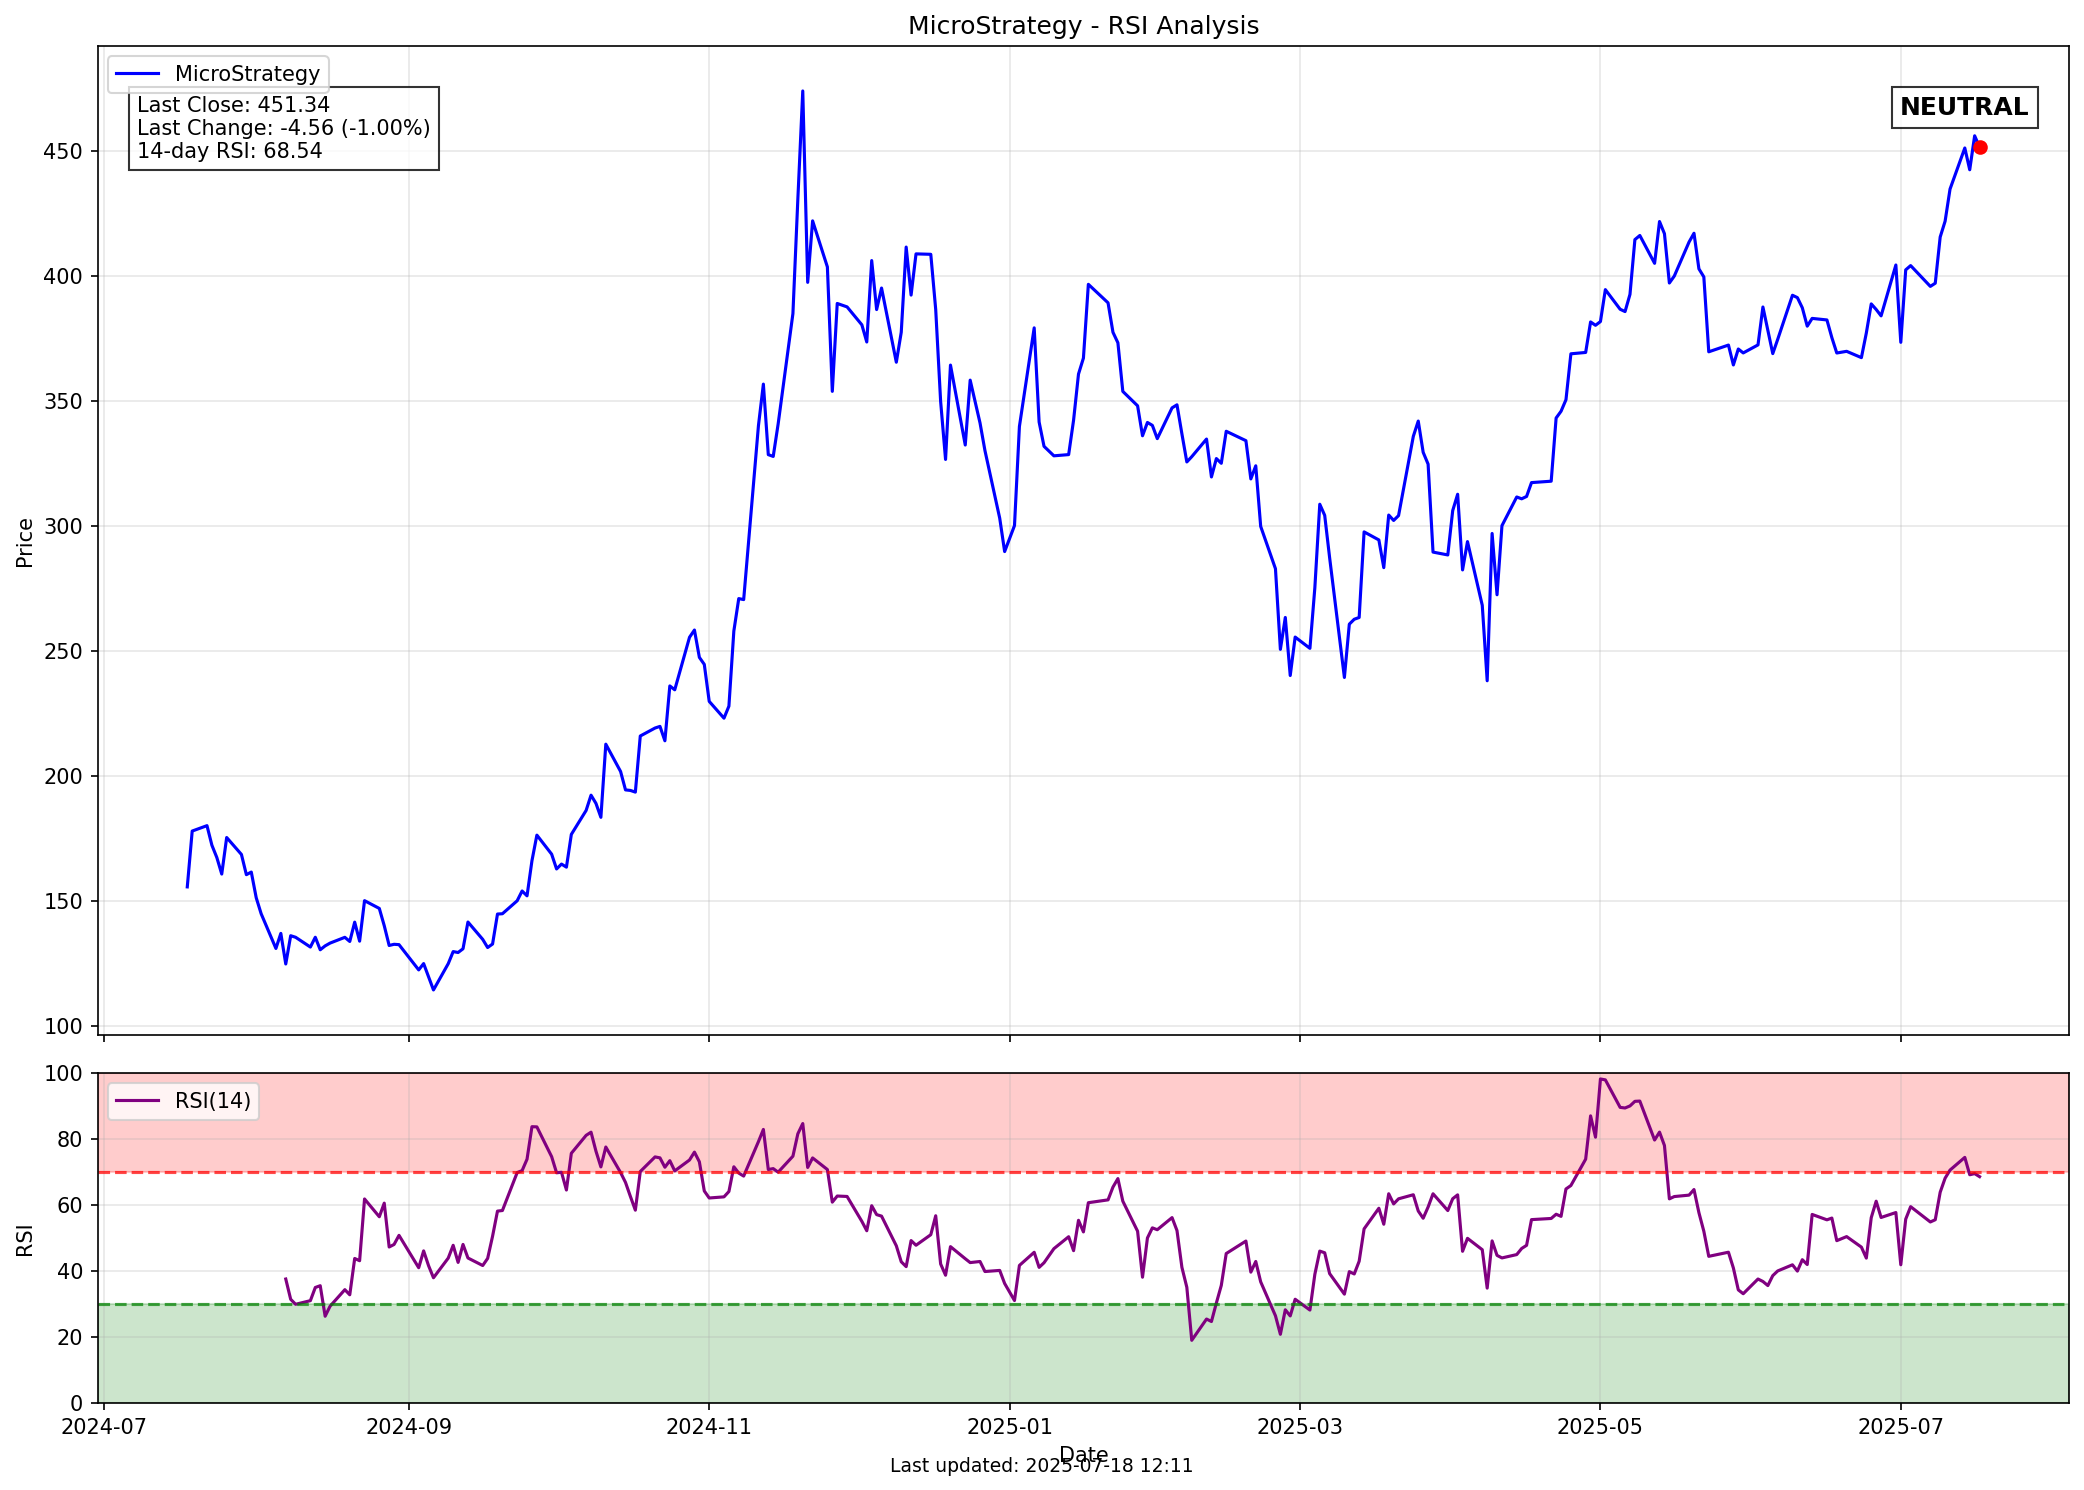 MicroStrategy - RSI Analysis
MicroStrategy
Last Close: 451.34
Last Change: -4.56 (-1.00%)
14-day RSI: 68.54
NEUTRAL
450
400
350
300
250
200
150
100
Price
RSI(14)
100
80
60
40
20
0
RSI
2024-07
2024-09
2024-11
2025-01
2025-03
2025-05
2025-07
Date
Last updated: 2025-07-18 12:11